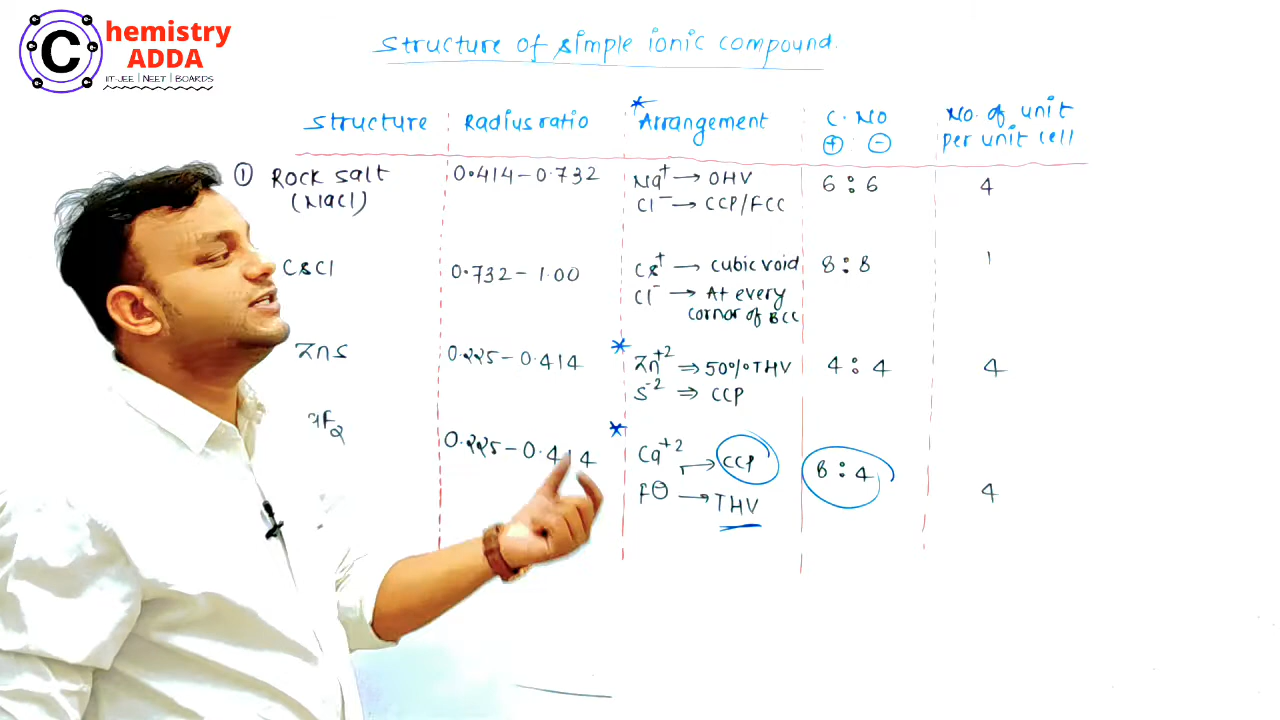 C
hemistry
ADDA
IIT-JEE | NEET | BOARDS
Structure of simple ionic compound.
Structure Radius ratio *Arrangement C.NO No. of unit
⊕ ⊖ per unit cell
① Rock salt 0.414-0.732 Na⁺ → OHV 6:6 4
(NaCl) Cl⁻ → CCP/FCC
CsCl 0.732-1.00 Cs⁺ → cubic void 8:8 1
Cl⁻ → At every
cornar of BCC
ZnS 0.225-0.414 * Zn⁺² ⇒ 50% THV 4:4 4
S⁻² ⇒ CCP
aF₂ 0.225-0.414 * Ca⁺² → CCP 8:4
F⊖ → THV 4